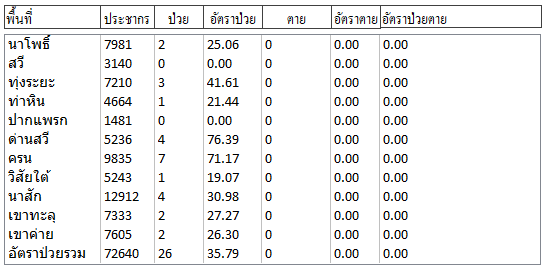 พื้นที่ ประชากร ป่วย อัตราป่วย ตาย อัตราตาย อัตราป่วยตาย
นาโพธิ์ 7981 2 25.06 0 0.00 0.00
สวี 3140 0 0.00 0 0.00 0.00
ทุ่งระยะ 7210 3 41.61 0 0.00 0.00
ท่าหิน 4664 1 21.44 0 0.00 0.00
ปากแพรก 1481 0 0.00 0 0.00 0.00
ด่านสวี 5236 4 76.39 0 0.00 0.00
ครน 9835 7 71.17 0 0.00 0.00
วิสัยใต้ 5243 1 19.07 0 0.00 0.00
นาสัก 12912 4 30.98 0 0.00 0.00
เขาทะลุ 7333 2 27.27 0 0.00 0.00
เขาค่าย 7605 2 26.30 0 0.00 0.00
อัตราป่วยรวม 72640 26 35.79 0 0.00 0.00